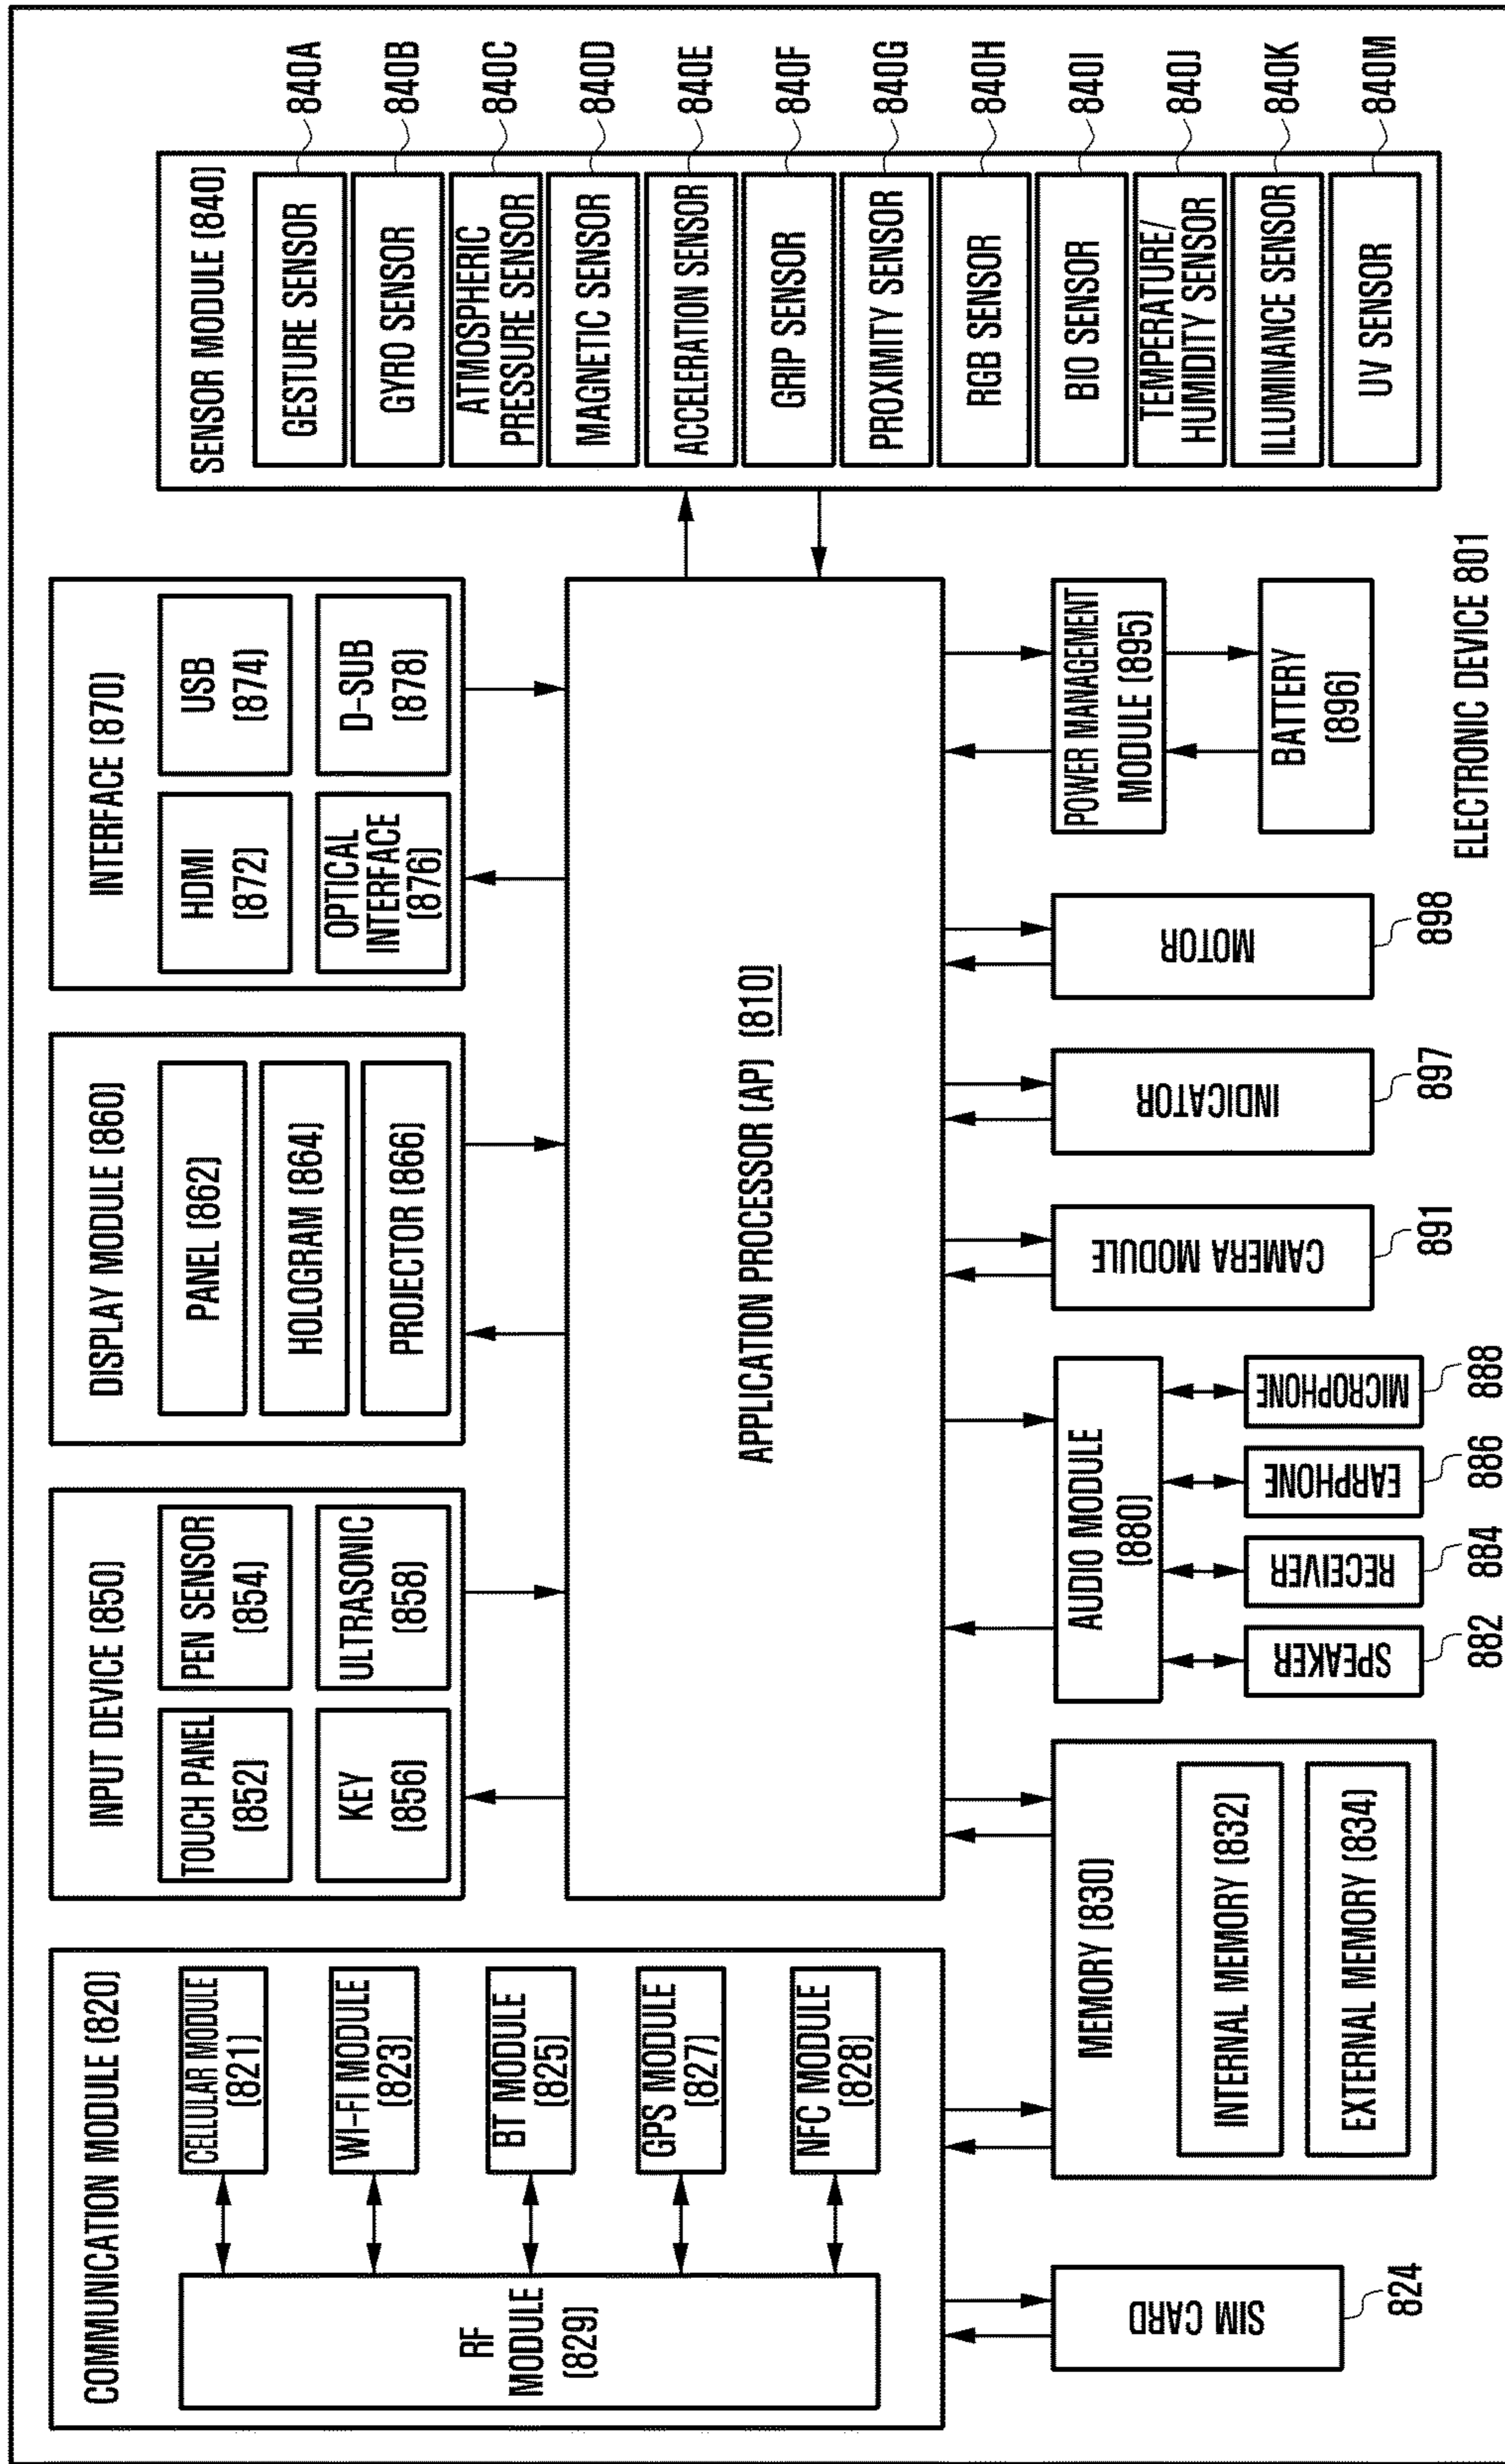 COMMUNICATION MODULE (820)
RF
MODULE
(829)
CELLULAR MODULE
(821)
WI-FI MODULE
(823)
BT MODULE
(825)
GPS MODULE
(827)
NFC MODULE
(828)
INPUT DEVICE (850)
TOUCH PANEL
(852)
PEN SENSOR
(854)
KEY
(856)
ULTRASONIC
(858)
DISPLAY MODULE (860)
PANEL (862)
HOLOGRAM (864)
PROJECTOR (866)
INTERFACE (870)
HDMI
(872)
USB
(874)
OPTICAL
INTERFACE
(876)
D-SUB
(878)
SENSOR MODULE (840)
GESTURE SENSOR
840A
GYRO SENSOR
840B
ATMOSPHERIC
PRESSURE SENSOR
840C
MAGNETIC SENSOR
840D
ACCELERATION SENSOR
840E
GRIP SENSOR
840F
PROXIMITY SENSOR
840G
RGB SENSOR
840H
BIO SENSOR
840I
TEMPERATURE/
HUMIDITY SENSOR
840J
ILLUMINANCE SENSOR
840K
UV SENSOR
840M
APPLICATION PROCESSOR (AP) (810)
SIM CARD
824
MEMORY (830)
INTERNAL MEMORY (832)
EXTERNAL MEMORY (834)
AUDIO MODULE
(880)
SPEAKER
882
RECEIVER
884
EARPHONE
886
MICROPHONE
888
CAMERA MODULE
891
INDICATOR
897
MOTOR
898
POWER MANAGEMENT
MODULE (895)
BATTERY
(896)
ELECTRONIC DEVICE 801